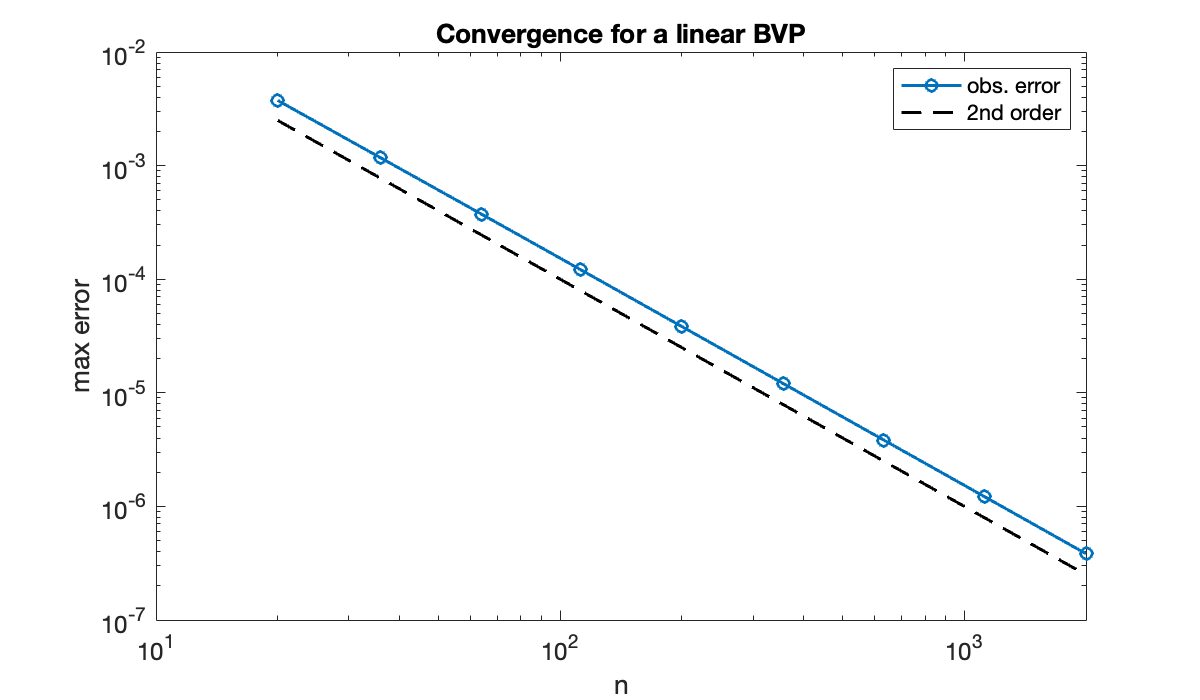 Convergence for a linear BVP
obs. error
2nd order
max error
10^-2
10^-3
10^-4
10^-5
10^-6
10^-7
10^1
10^2
10^3
n